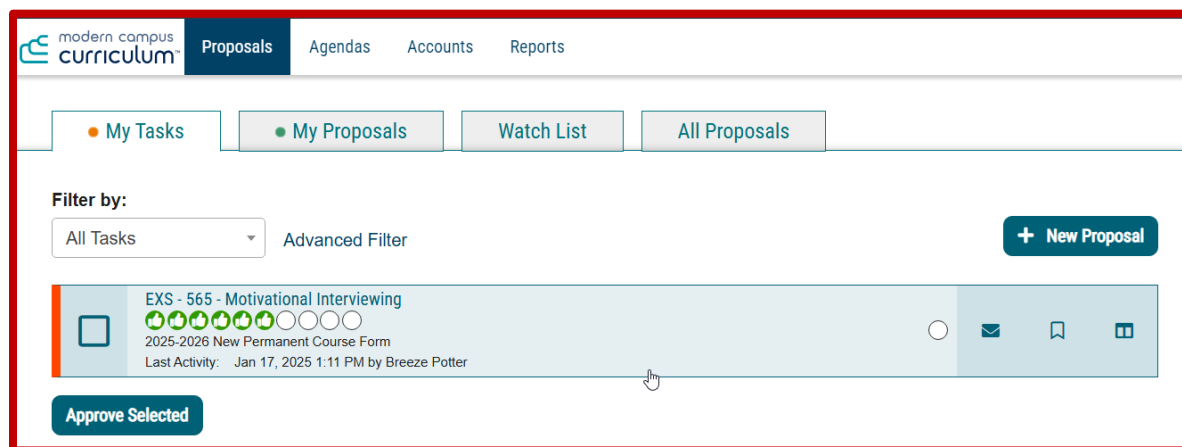 modern campus
curriculum™
Proposals Agendas Accounts Reports
My Tasks My Proposals Watch List All Proposals
Filter by:
All Tasks Advanced Filter
+ New Proposal
EXS - 565 - Motivational Interviewing
2025-2026 New Permanent Course Form
Last Activity: Jan 17, 2025 1:11 PM by Breeze Potter
Approve Selected